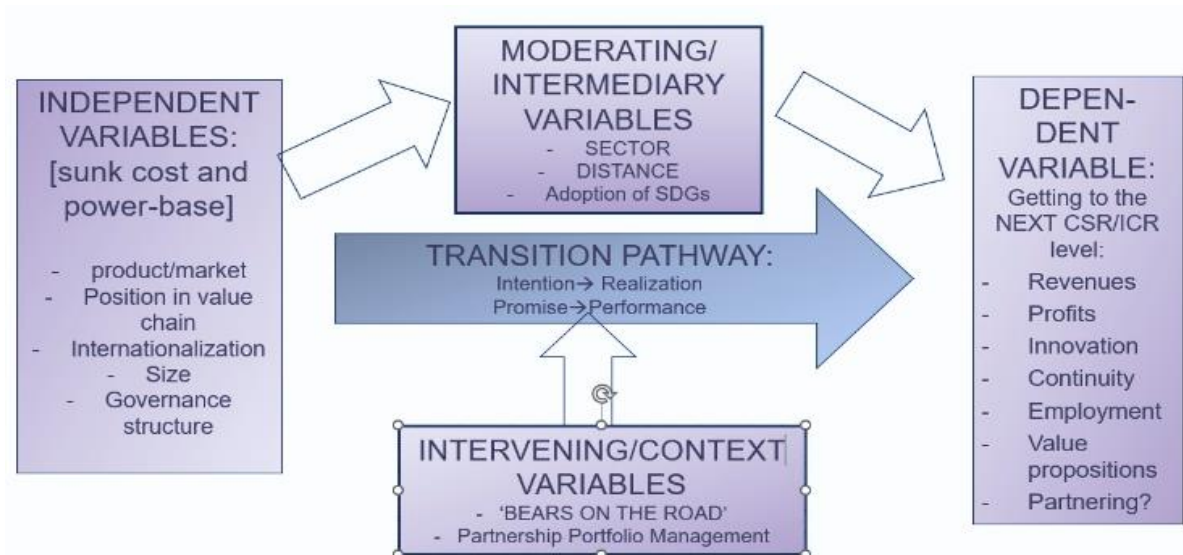 INDEPENDENT
VARIABLES:
[sunk cost and
power-base]
- product/market
- Position in value
chain
- Internationalization
- Size
- Governance
structure
MODERATING/
INTERMEDIARY
VARIABLES
- SECTOR
- DISTANCE
- Adoption of SDGs
TRANSITION PATHWAY:
Intention→ Realization
Promise→Performance
INTERVENING/CONTEXT
VARIABLES
- 'BEARS ON THE ROAD'
- Partnership Portfolio Management
DEPEN-
DENT
VARIABLE:
Getting to the
NEXT CSR/ICR
level:
- Revenues
- Profits
- Innovation
- Continuity
- Employment
- Value
propositions
- Partnering?